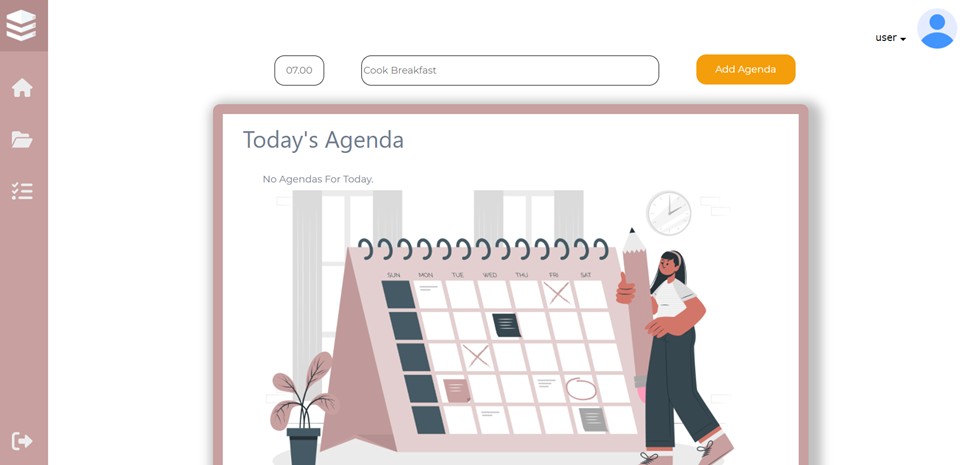 user
07.00
Cook Breakfast
Add Agenda
Today's Agenda
No Agendas For Today.
SUN MON TUE WED THU FRI SAT